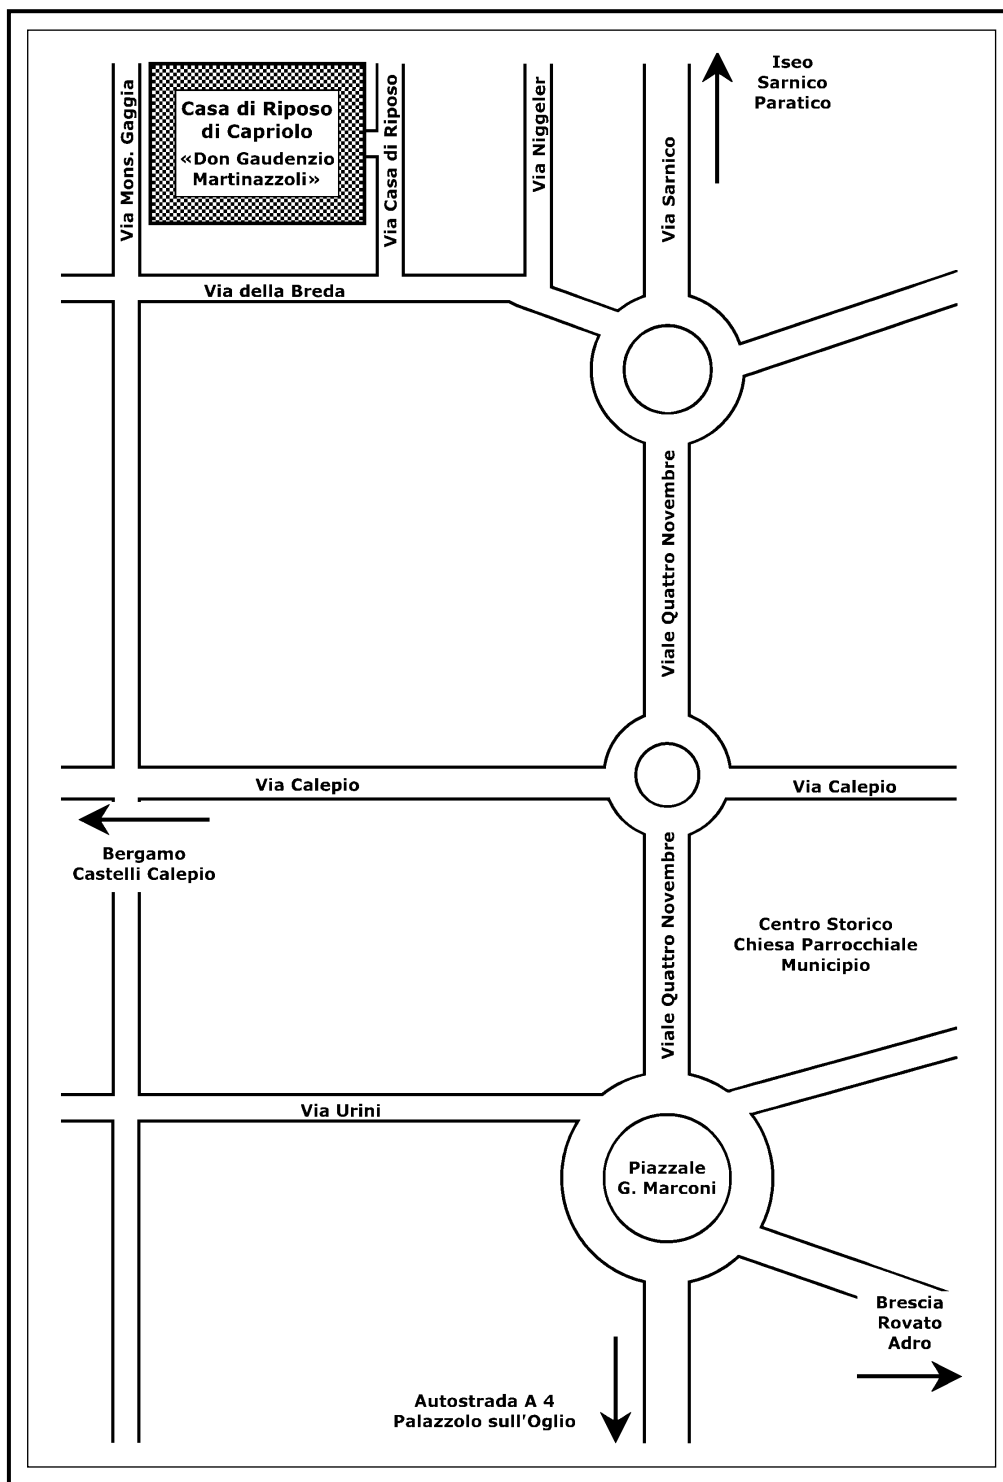 Iseo
Sarnico
Paratico
Via Mons. Gaggia
Casa di Riposo
di Capriolo
«Don Gaudenzio
Martinazzoli»
Via Casa di Riposo
Via Niggeler
Via Sarnico
Via della Breda
Viale Quattro Novembre
Via Calepio
Via Calepio
Bergamo
Castelli Calepio
Viale Quattro Novembre
Centro Storico
Chiesa Parrocchiale
Municipio
Via Urini
Piazzale
G. Marconi
Brescia
Rovato
Adro
Autostrada A 4
Palazzolo sull'Oglio